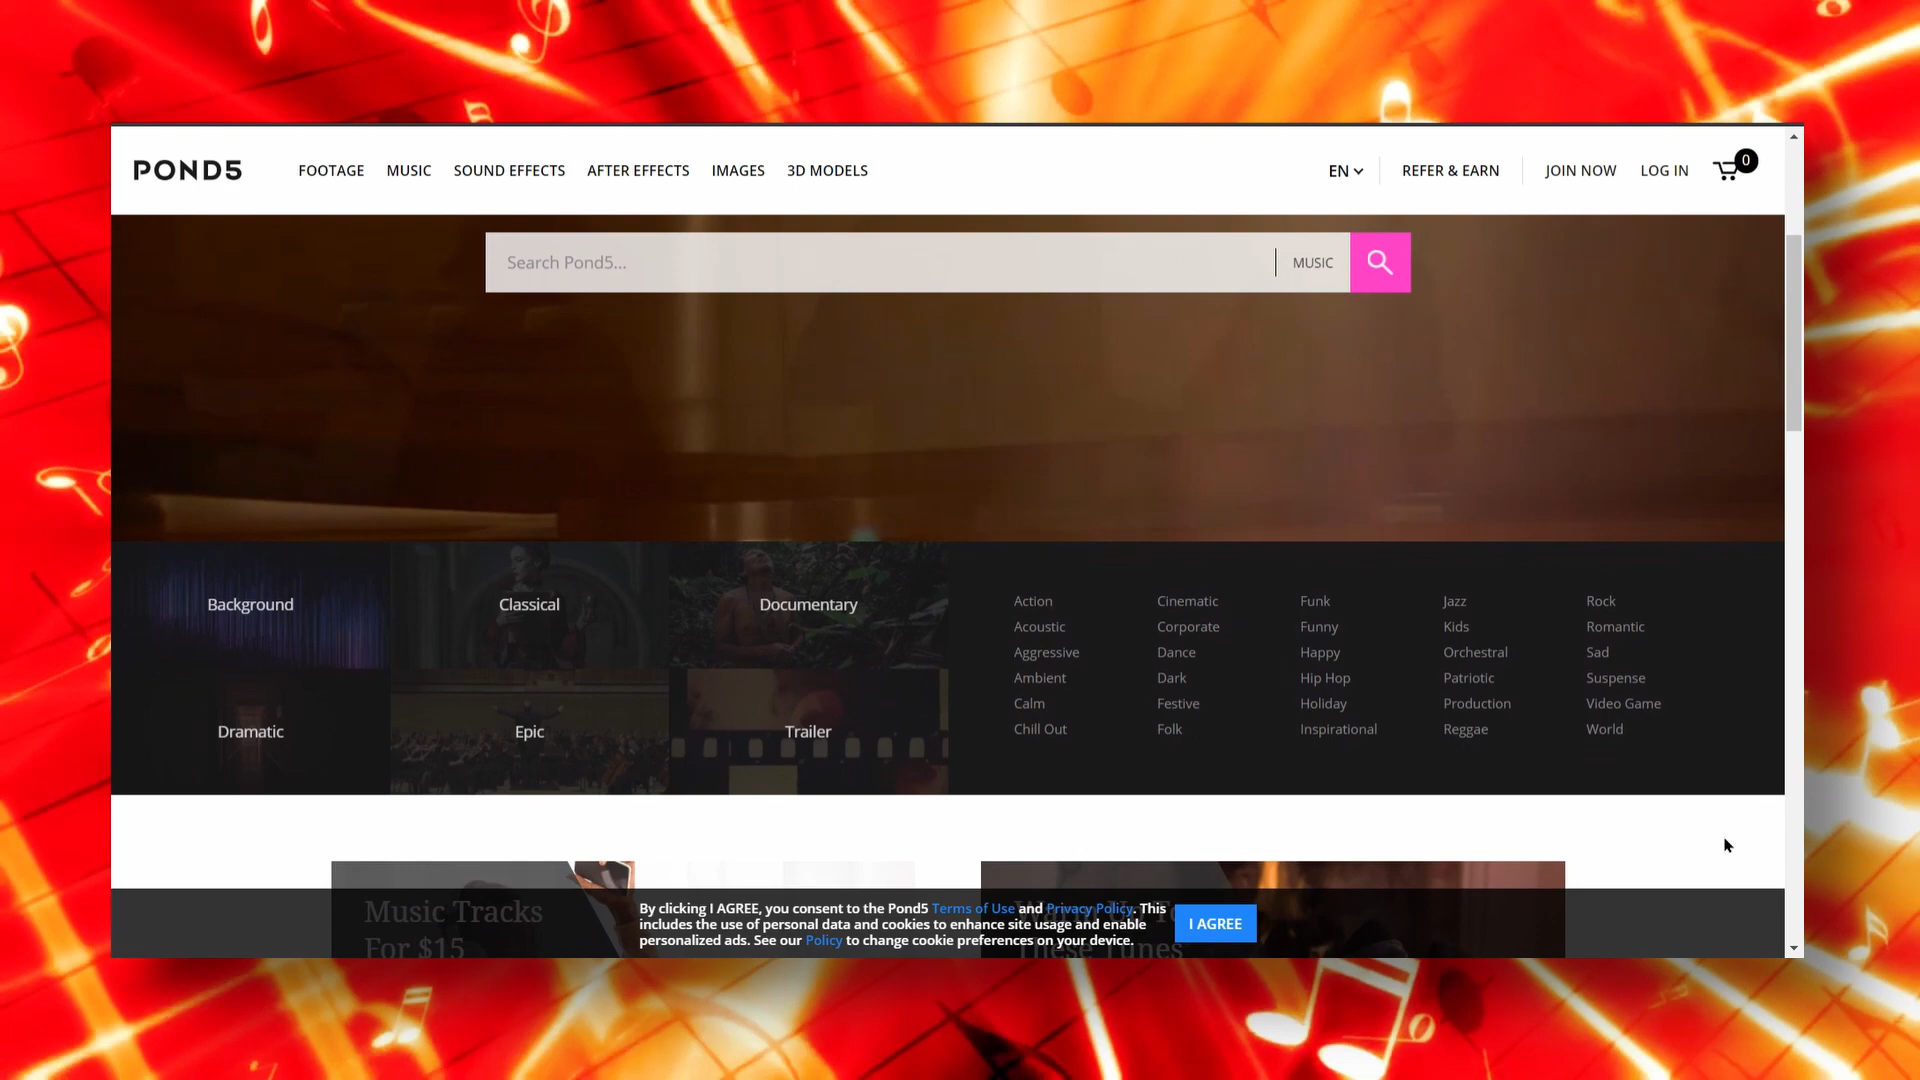 POND5
FOOTAGE MUSIC SOUND EFFECTS AFTER EFFECTS IMAGES 3D MODELS
EN REFER & EARN JOIN NOW LOG IN 0
Search Pond5... MUSIC
Background Classical Documentary
Dramatic Epic Trailer
Action Cinematic Funk Jazz Rock
Acoustic Corporate Funny Kids Romantic
Aggressive Dance Happy Orchestral Sad
Ambient Dark Hip Hop Patriotic Suspense
Calm Festive Holiday Production Video Game
Chill Out Folk Inspirational Reggae World
Music Tracks
For $15
These Tunes
By clicking I AGREE, you consent to the Pond5 Terms of Use and Privacy Policy. This
includes the use of personal data and cookies to enhance site usage and enable
personalized ads. See our Policy to change cookie preferences on your device.
I AGREE